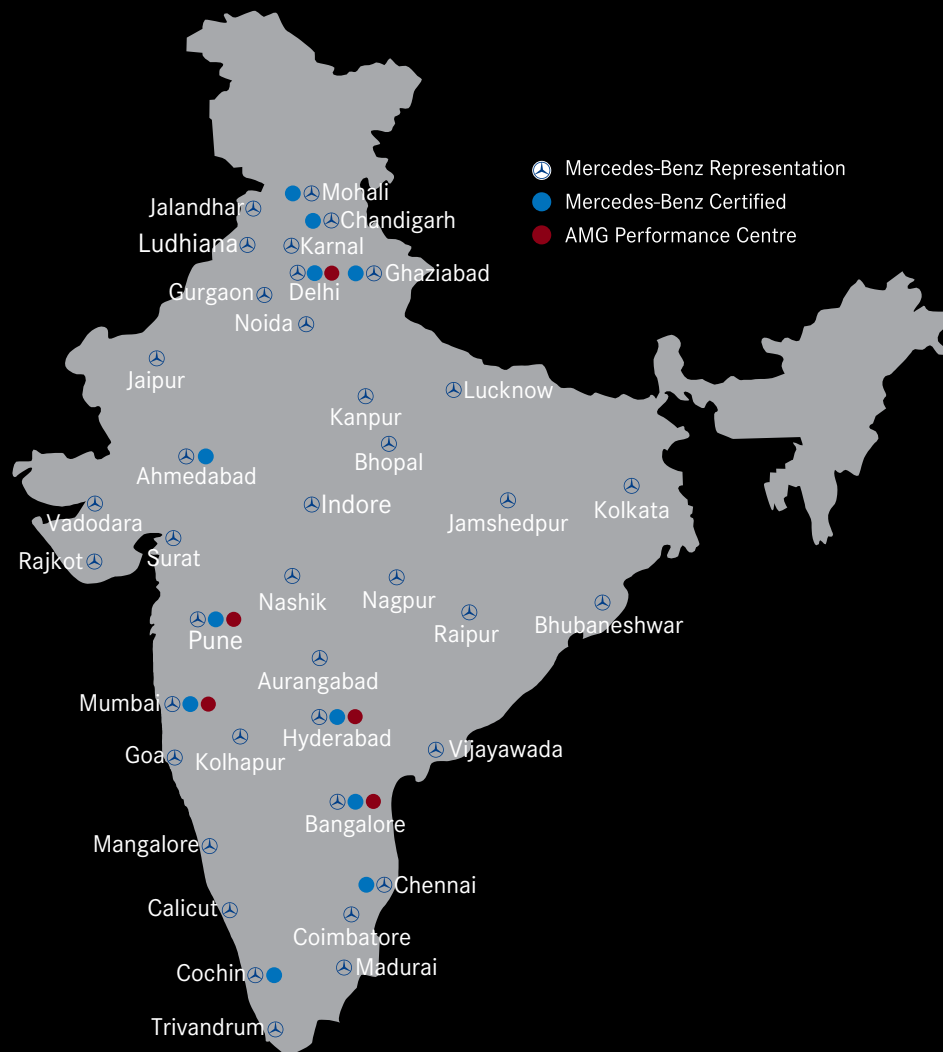 Mercedes-Benz Representation
Mercedes-Benz Certified
AMG Performance Centre
Mohali
Jalandhar
Chandigarh
Ludhiana
Karnal
Delhi
Ghaziabad
Gurgaon
Noida
Jaipur
Lucknow
Kanpur
Bhopal
Ahmedabad
Kolkata
Indore
Jamshedpur
Vadodara
Surat
Rajkot
Nashik
Nagpur
Raipur
Bhubaneshwar
Pune
Aurangabad
Mumbai
Hyderabad
Goa
Kolhapur
Vijayawada
Bangalore
Mangalore
Chennai
Calicut
Coimbatore
Cochin
Madurai
Trivandrum